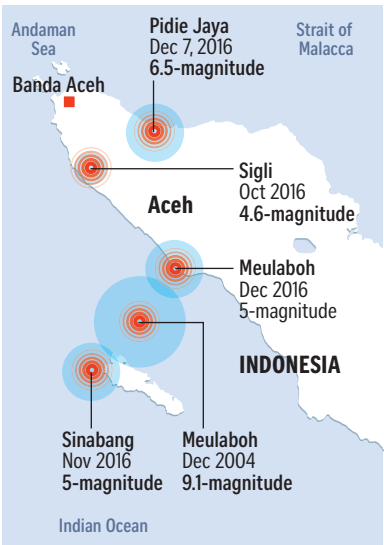 Andaman
Sea
Pidie Jaya
Dec 7, 2016
6.5-magnitude
Strait of
Malacca
Banda Aceh
Sigli
Oct 2016
4.6-magnitude
Aceh
Meulaboh
Dec 2016
5-magnitude
INDONESIA
Sinabang
Nov 2016
5-magnitude
Meulaboh
Dec 2004
9.1-magnitude
Indian Ocean